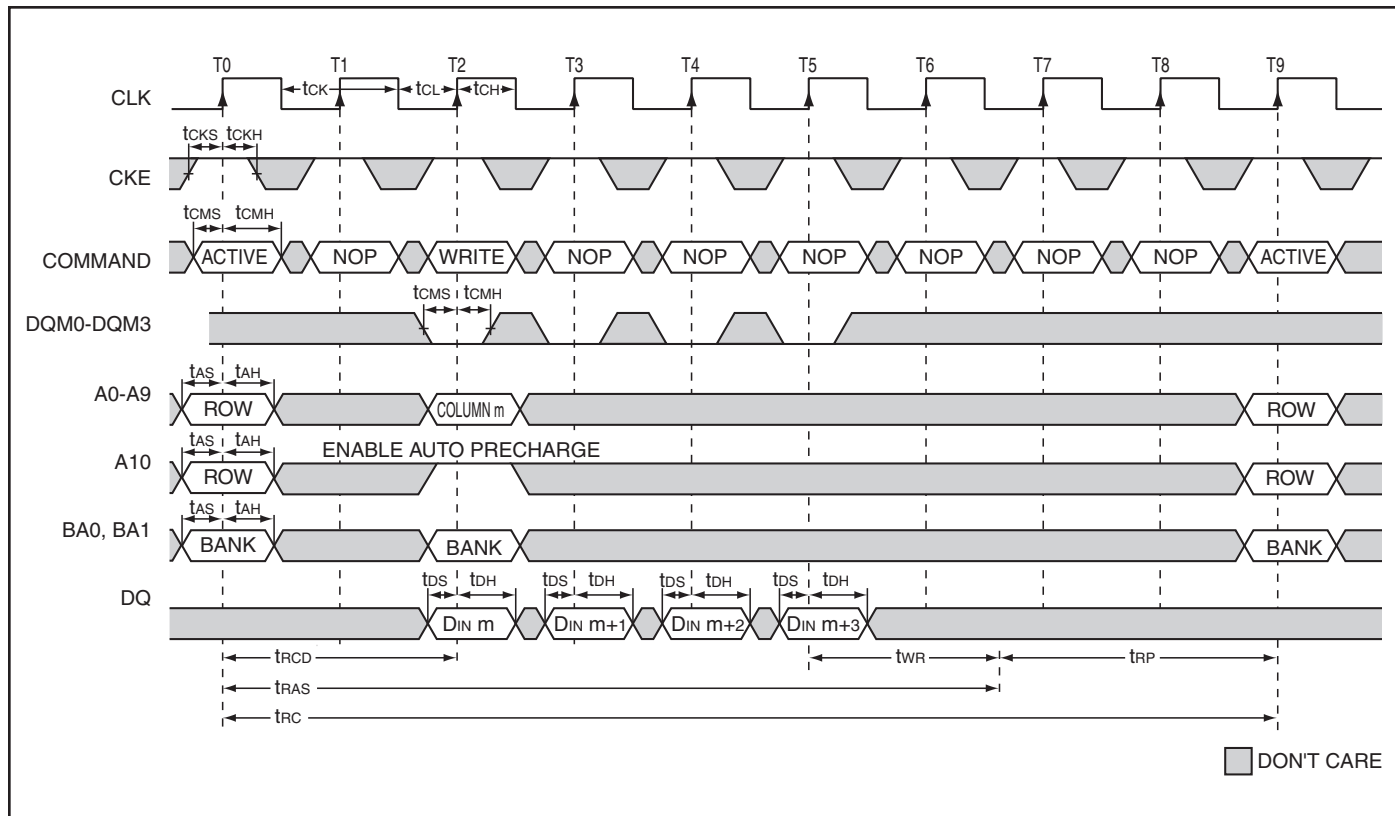 T0 T1 T2 T3 T4 T5 T6 T7 T8 T9
CLK tCK tCL tCH
tCKS tCKH
CKE
tCMS tCMH
COMMAND ACTIVE NOP WRITE NOP NOP NOP NOP NOP NOP ACTIVE
tCMS tCMH
DQM0-DQM3
tAS tAH
A0-A9 ROW COLUMN m ROW
tAS tAH ENABLE AUTO PRECHARGE
A10 ROW ROW
tAS tAH
BA0, BA1 BANK BANK BANK
tDS tDH tDS tDH tDS tDH tDS tDH
DQ DIN m DIN m+1 DIN m+2 DIN m+3
tRCD tWR tRP
tRAS
tRC
DON'T CARE